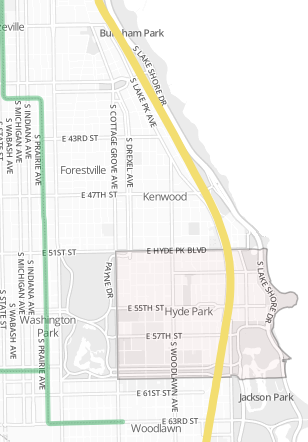 Burnham Park
zeville
S LAKE SHORE DR
S LAKE PK AVE
S COTTAGE GROVE AVE
S DREXEL AVE
S INDIANA AVE
S MICHIGAN AVE
S WABASH AVE
S STATE ST
S PRAIRIE AVE
E 43RD ST
Forestville
E 47TH ST
Kenwood
E 51ST ST
E HYDE PK BLVD
PAYNE DR
S LAKE SHORE DR
S INDIANA AVE
S MICHIGAN AVE
S WABASH AVE
S STATE ST
S PRAIRIE AVE
E 55TH ST
Hyde Park
Washington
Park
E 57TH ST
S WOODLAWN AVE
E 61ST ST
Jackson Park
E 63RD ST
Woodlawn